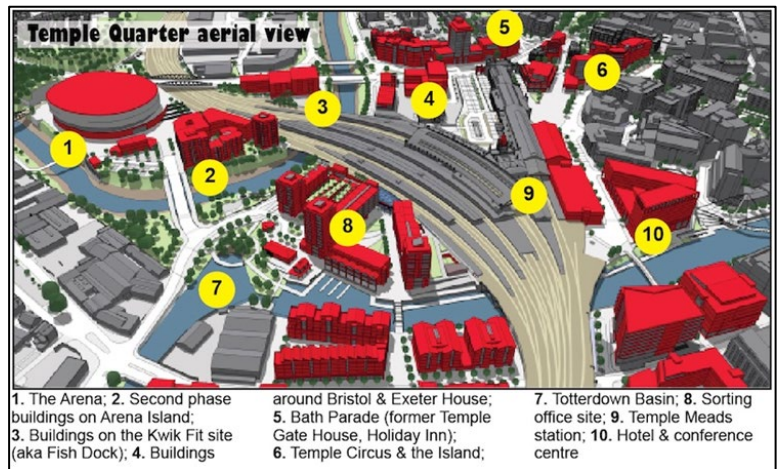 Temple Quarter aerial view
5
6
3
4
1
2
9
8
10
7
1. The Arena; 2. Second phase
buildings on Arena Island;
3. Buildings on the Kwik Fit site
(aka Fish Dock); 4. Buildings
around Bristol & Exeter House;
5. Bath Parade (former Temple
Gate House, Holiday Inn);
6. Temple Circus & the Island;
7. Totterdown Basin; 8. Sorting
office site; 9. Temple Meads
station; 10. Hotel & conference
centre